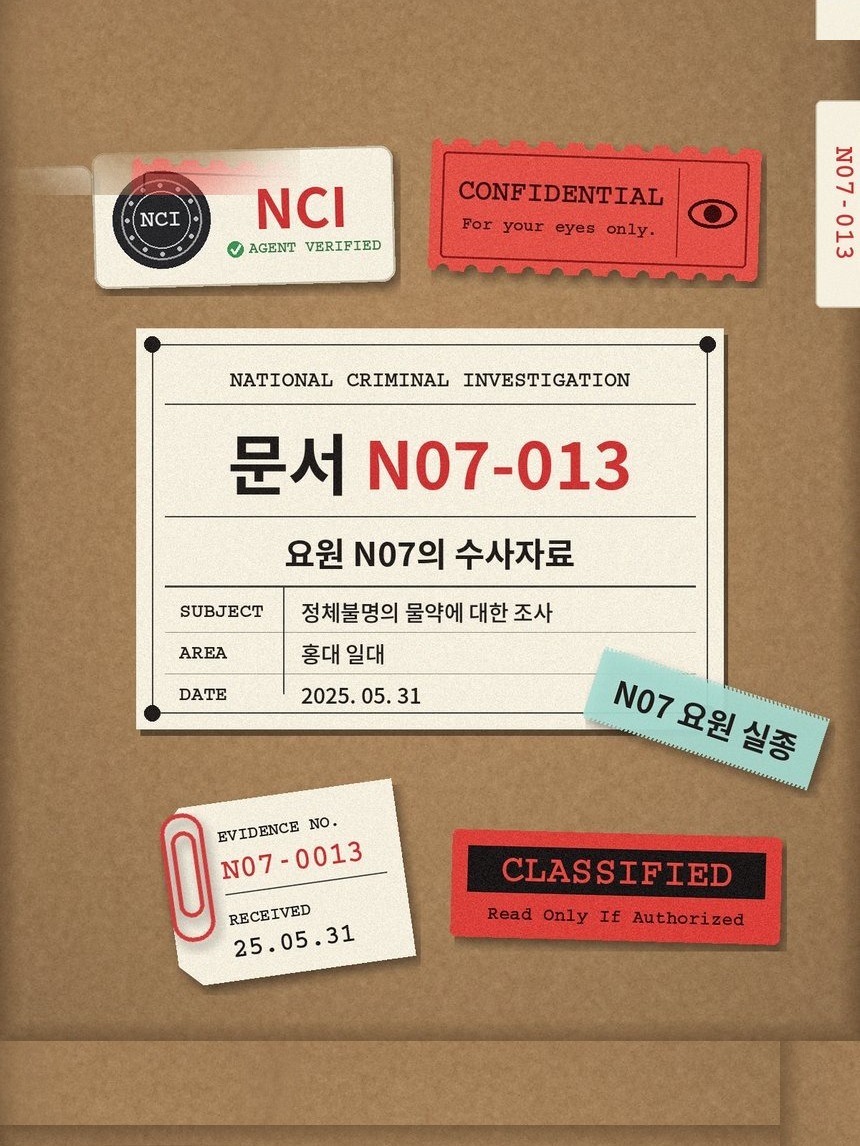 NCI
NCI
AGENT VERIFIED
CONFIDENTIAL
For your eyes only.
N07-013
NATIONAL CRIMINAL INVESTIGATION
문서 N07-013
요원 N07의 수사자료
SUBJECT 정체불명의 물약에 대한 조사
AREA 홍대 일대
DATE 2025. 05. 31
N07 요원 실종
EVIDENCE NO.
N07-0013
RECEIVED
25.05.31
CLASSIFIED
Read Only If Authorized